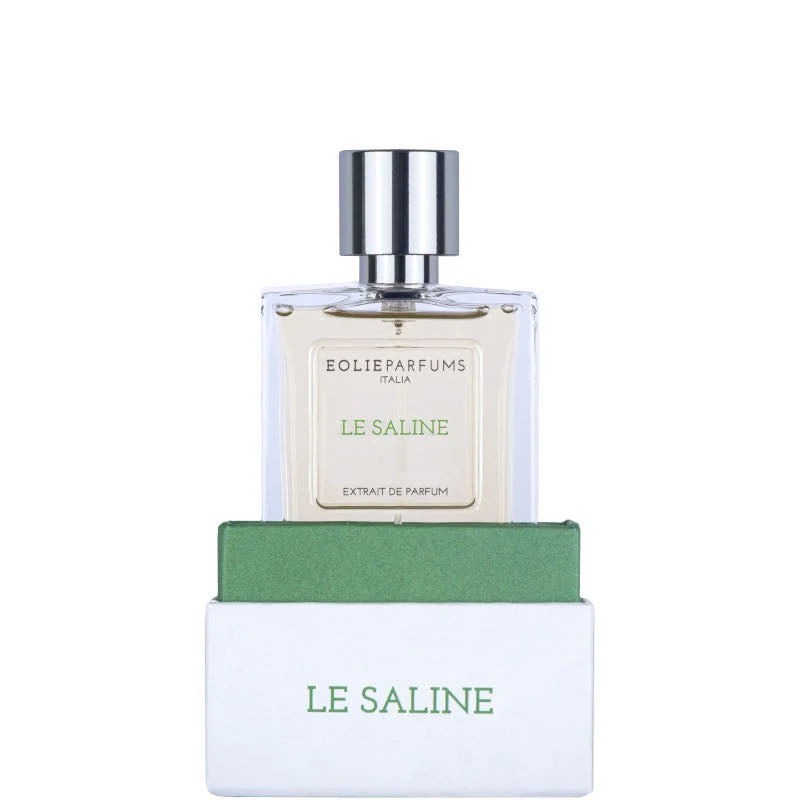 EOLIEPARFUMS
ITALIA
LE SALINE
EXTRAIT DE PARFUM
LE SALINE